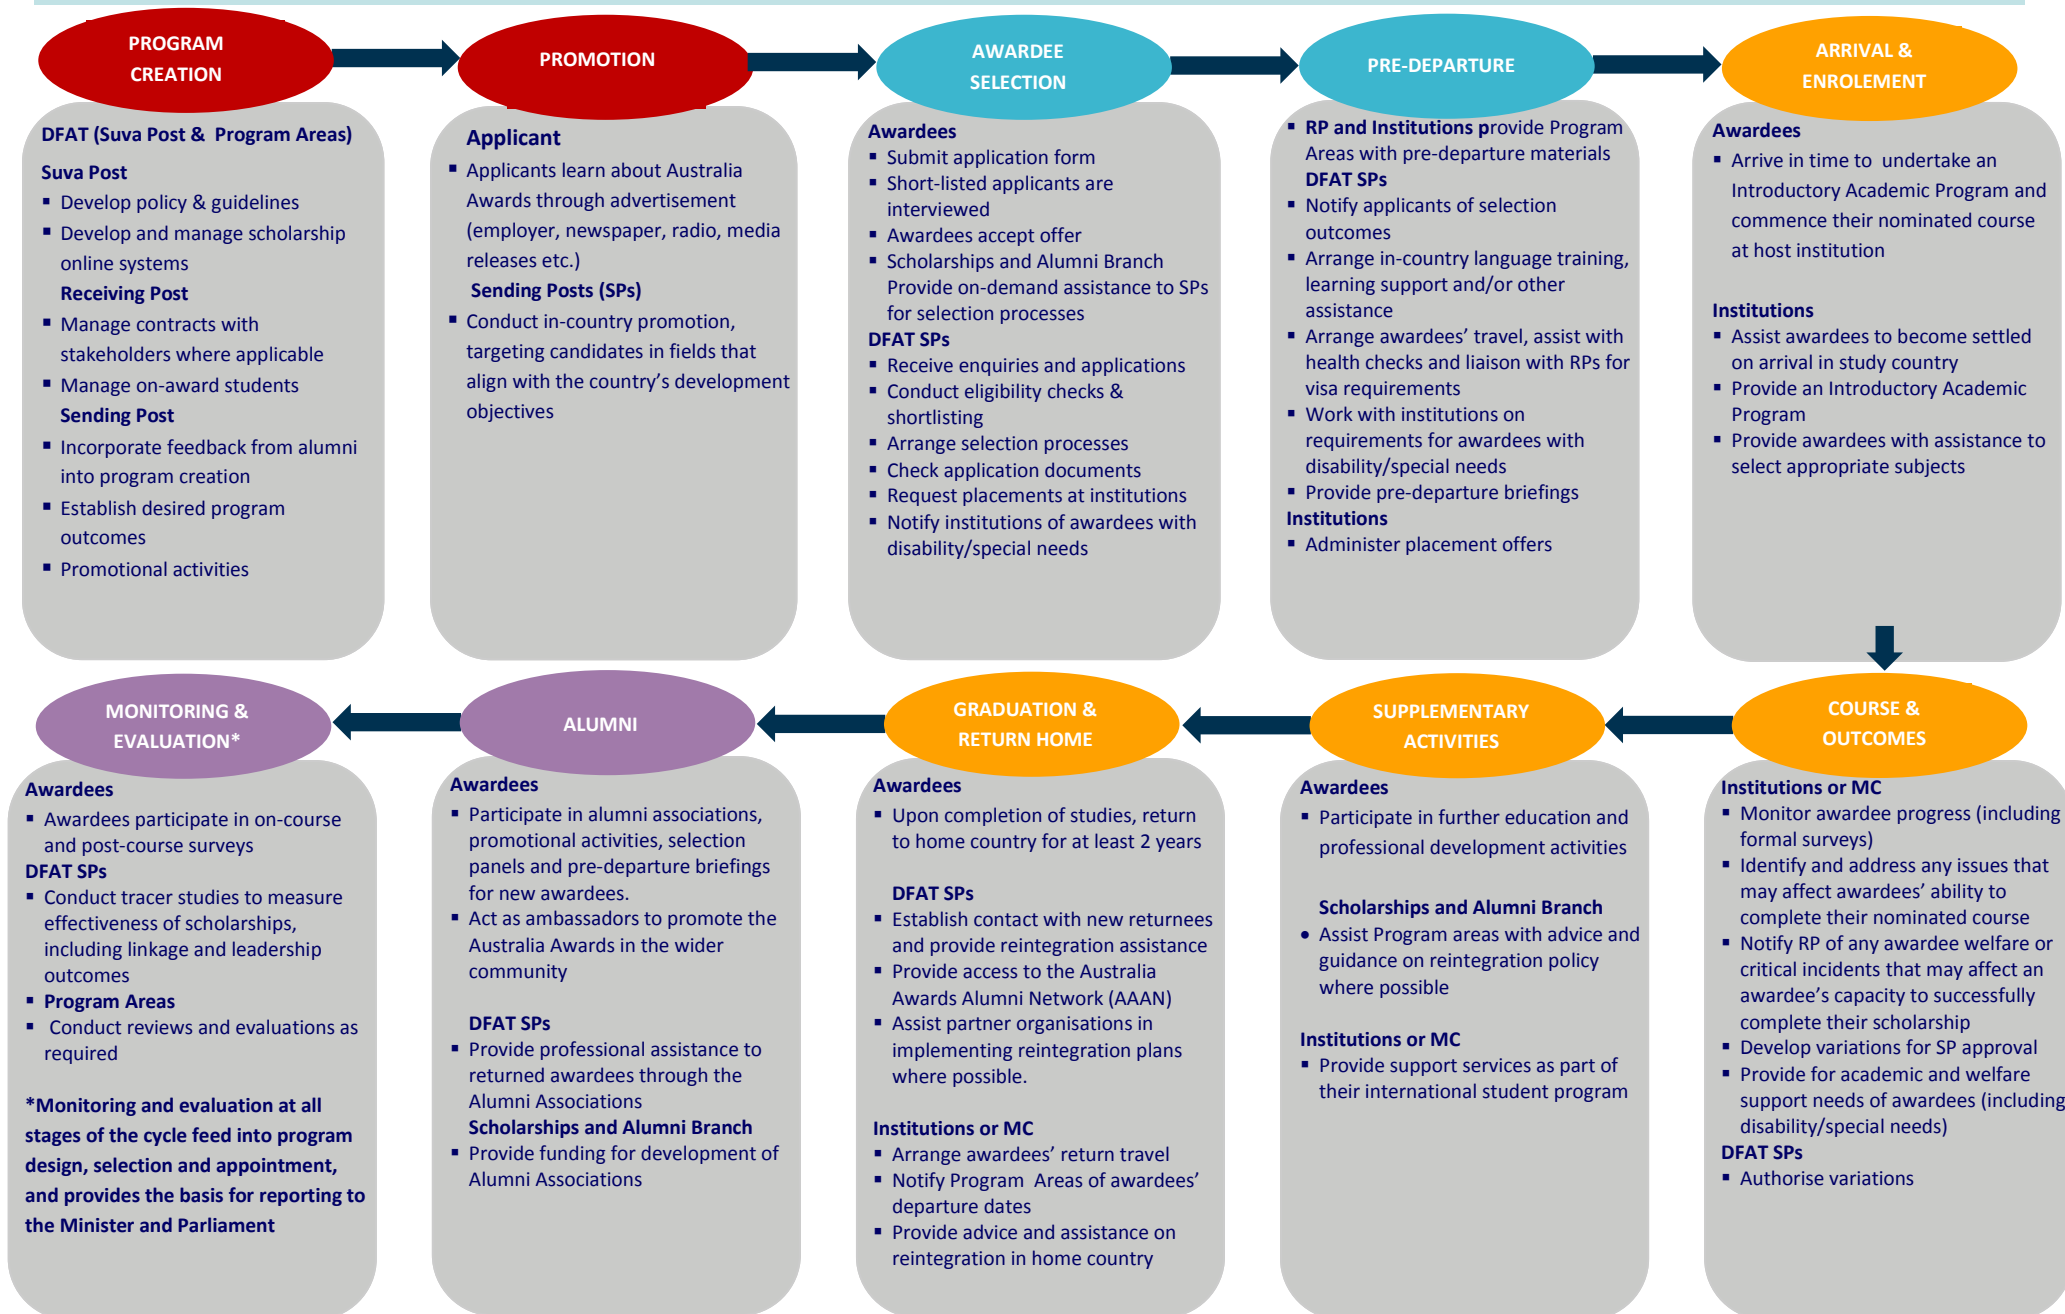 PROGRAM
CREATION
DFAT (Suva Post &  Program Areas)
Suva Post
▪ Develop policy & guidelines
▪ Develop and manage scholarship
online systems
Receiving Post
▪ Manage contracts with
stakeholders where applicable
▪ Manage on-award students
Sending Post
▪ Incorporate feedback from alumni
into program creation
▪ Establish desired program
outcomes
▪ Promotional activities
PROMOTION
Applicant
▪ Applicants learn about Australia
Awards through advertisement
(employer, newspaper, radio, media
releases etc.)
Sending Posts (SPs)
▪ Conduct in-country promotion,
targeting candidates in fields that
align with the country's development
objectives
AWARDEE
SELECTION
Awardees
▪ Submit application form
▪ Short-listed applicants are
interviewed
▪ Awardees accept offer
▪ Scholarships and Alumni Branch
Provide on-demand assistance to SPs
for selection processes
DFAT SPs
▪ Receive enquiries and applications
▪ Conduct eligibility checks &
shortlisting
▪ Arrange selection processes
▪ Check application documents
▪ Request placements at institutions
▪ Notify institutions of awardees with
disability/special needs
PRE-DEPARTURE
▪ RP and Institutions provide Program
Areas with pre-departure materials
DFAT SPs
▪ Notify applicants of selection
outcomes
▪ Arrange in-country language training,
learning support and/or other
assistance
▪ Arrange awardees' travel, assist with
health checks and liaison with RPs for
visa requirements
▪ Work with institutions on
requirements for awardees with
disability/special needs
▪ Provide pre-departure briefings
Institutions
▪ Administer placement offers
ARRIVAL &
ENROLEMENT
Awardees
▪ Arrive in time to  undertake an
Introductory Academic Program and
commence their nominated course
at host institution
Institutions
▪ Assist awardees to become settled
on arrival in study country
▪ Provide an Introductory Academic
Program
▪ Provide awardees with assistance to
select appropriate subjects
MONITORING &
EVALUATION*
Awardees
▪ Awardees participate in on-course
and post-course surveys
DFAT SPs
▪ Conduct tracer studies to measure
effectiveness of scholarships,
including linkage and leadership
outcomes
▪ Program Areas
▪ Conduct reviews and evaluations as
required
*Monitoring and evaluation at all
stages of the cycle feed into program
design, selection and appointment,
and provides the basis for reporting to
the Minister and Parliament
ALUMNI
Awardees
▪ Participate in alumni associations,
promotional activities, selection
panels and pre-departure briefings
for new awardees.
▪ Act as ambassadors to promote the
Australia Awards in the wider
community
DFAT SPs
▪ Provide professional assistance to
returned awardees through the
Alumni Associations
Scholarships and Alumni Branch
▪ Provide funding for development of
Alumni Associations
GRADUATION &
RETURN HOME
Awardees
▪ Upon completion of studies, return
to home country for at least 2 years
DFAT SPs
▪ Establish contact with new returnees
and provide reintegration assistance
▪ Provide access to the Australia
Awards Alumni Network (AAAN)
▪ Assist partner organisations in
implementing reintegration plans
where possible.
Institutions or MC
▪ Arrange awardees' return travel
▪ Notify Program  Areas of awardees'
departure dates
▪ Provide advice and assistance on
reintegration in home country
SUPPLEMENTARY
ACTIVITIES
Awardees
▪ Participate in further education and
professional development activities
Scholarships and Alumni Branch
• Assist Program areas with advice and
guidance on reintegration policy
where possible
Institutions or MC
▪ Provide support services as part of
their international student program
COURSE &
OUTCOMES
Institutions or MC
▪ Monitor awardee progress (including
formal surveys)
▪ Identify and address any issues that
may affect awardees' ability to
complete their nominated course
▪ Notify RP of any awardee welfare or
critical incidents that may affect an
awardee's capacity to successfully
complete their scholarship
▪ Develop variations for SP approval
▪ Provide for academic and welfare
support needs of awardees (including
disability/special needs)
DFAT SPs
▪ Authorise variations